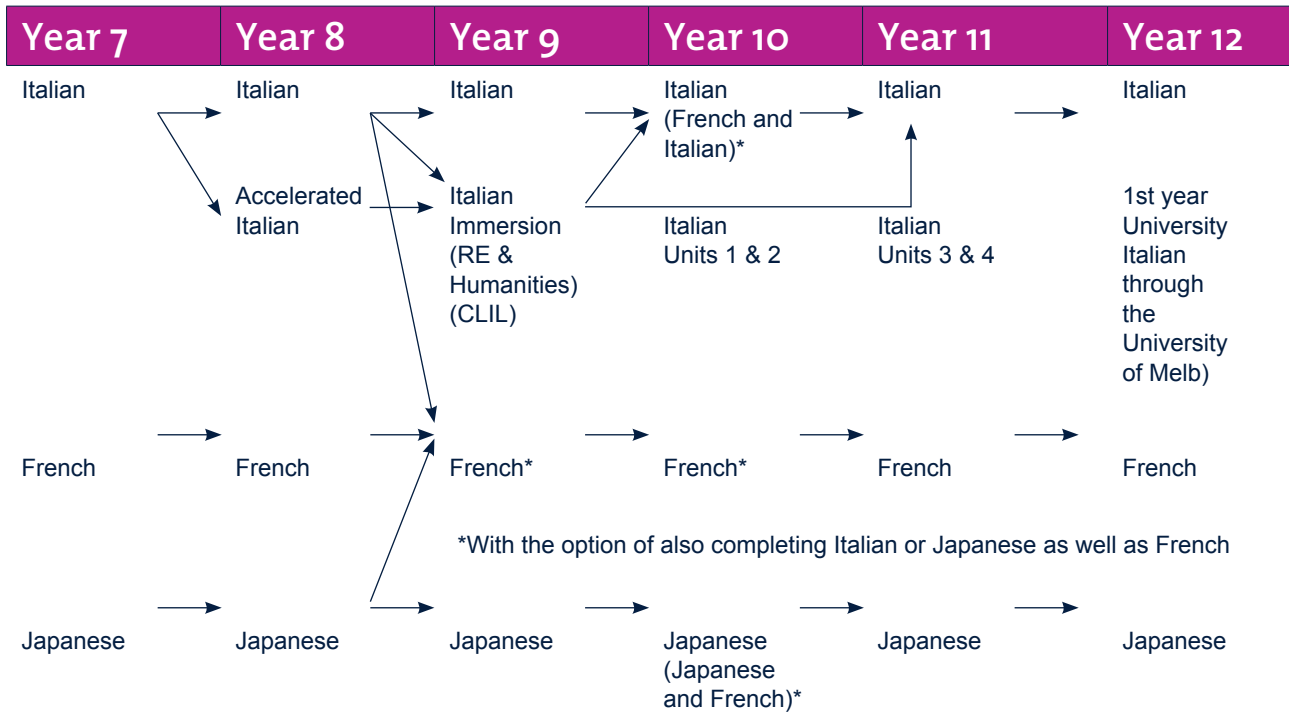 Year 7 Year 8 Year 9 Year 10 Year 11 Year 12
Italian Italian Italian Italian Italian Italian
(French and
Italian)*
Accelerated Italian 1st year
Italian Immersion Italian Italian University
(RE & Units 1 & 2 Units 3 & 4 Italian
Humanities) through
(CLIL) the
University
of Melb)
French French French* French* French French
*With the option of also completing Italian or Japanese as well as French
Japanese Japanese Japanese Japanese Japanese Japanese
(Japanese
and French)*